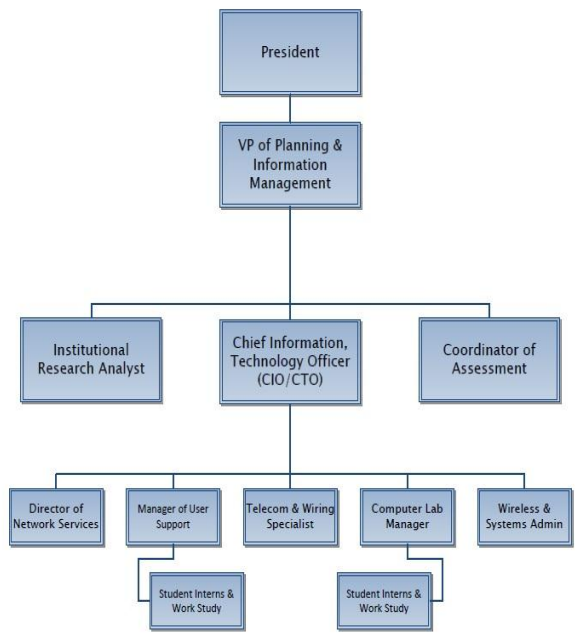 President
VP of Planning &
Information
Management
Institutional
Research Analyst
Chief Information,
Technology Officer
(CIO/CTO)
Coordinator of
Assessment
Director of
Network Services
Manager of User
Support
Telecom & Wiring
Specialist
Computer Lab
Manager
Wireless &
Systems Admin
Student Interns &
Work Study
Student Interns &
Work Study